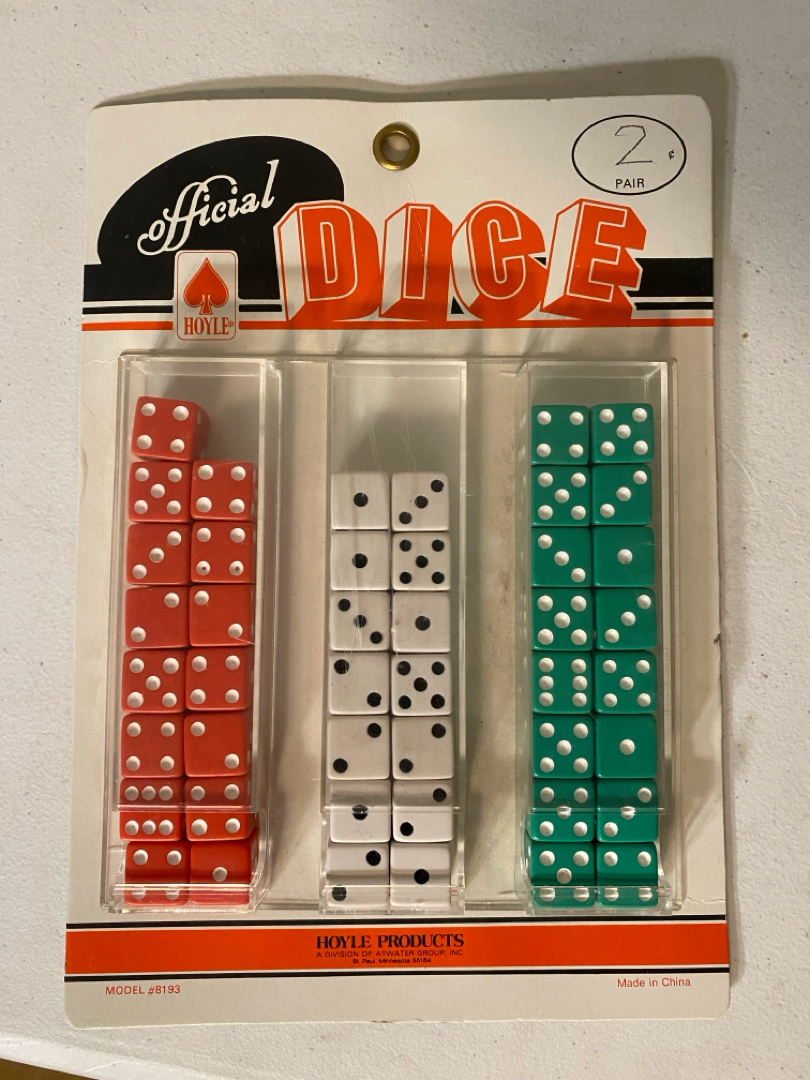 official
2 ¢
PAIR
DICE
HOYLE®
HOYLE PRODUCTS
A DIVISION OF ATWATER GROUP, INC
St. Paul Minnesota 55164
MODEL #8193
Made in China